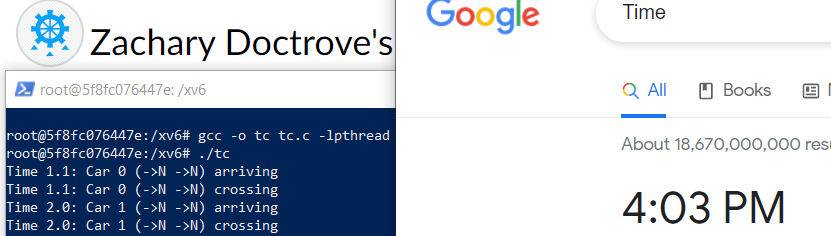 Zachary Doctrove's
root@5f8fc076447e: /xv6
root@5f8fc076447e:/xv6# gcc -o tc tc.c -lpthread
root@5f8fc076447e:/xv6# ./tc
Time 1.1: Car 0 (->N ->N) arriving
Time 1.1: Car 0 (->N ->N) crossing
Time 2.0: Car 1 (->N ->N) arriving
Time 2.0: Car 1 (->N ->N) crossing
Google
Time
All Books
About 18,670,000,000 resu
4:03 PM